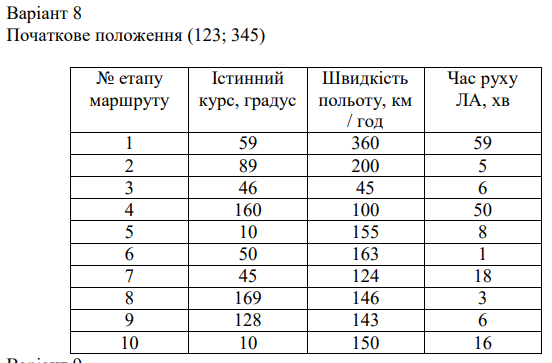 Варіант 8
Початкове положення (123; 345)
№ етапу маршруту | Істинний курс, градус | Швидкість польоту, км / год | Час руху ЛА, хв
1 | 59 | 360 | 59
2 | 89 | 200 | 5
3 | 46 | 45 | 6
4 | 160 | 100 | 50
5 | 10 | 155 | 8
6 | 50 | 163 | 1
7 | 45 | 124 | 18
8 | 169 | 146 | 3
9 | 128 | 143 | 6
10 | 10 | 150 | 16